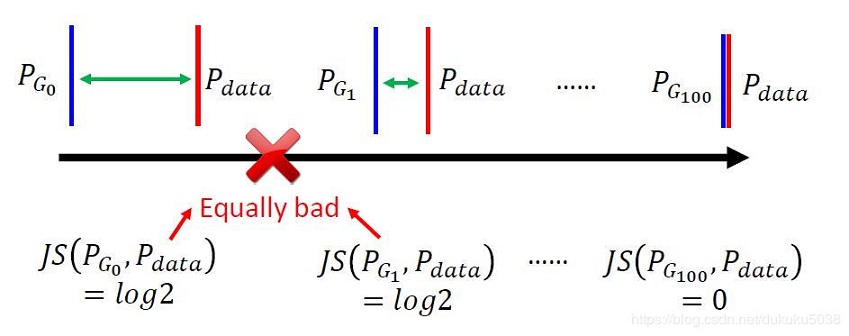 P_{G_0} P_{data} P_{G_1} P_{data} ...... P_{G_{100}} P_{data}
Equally bad
JS(P_{G_0}, P_{data}) JS(P_{G_1}, P_{data}) ...... JS(P_{G_{100}}, P_{data})
= log2 = log2 = 0
https://blog.csdn.net/dukuku5038